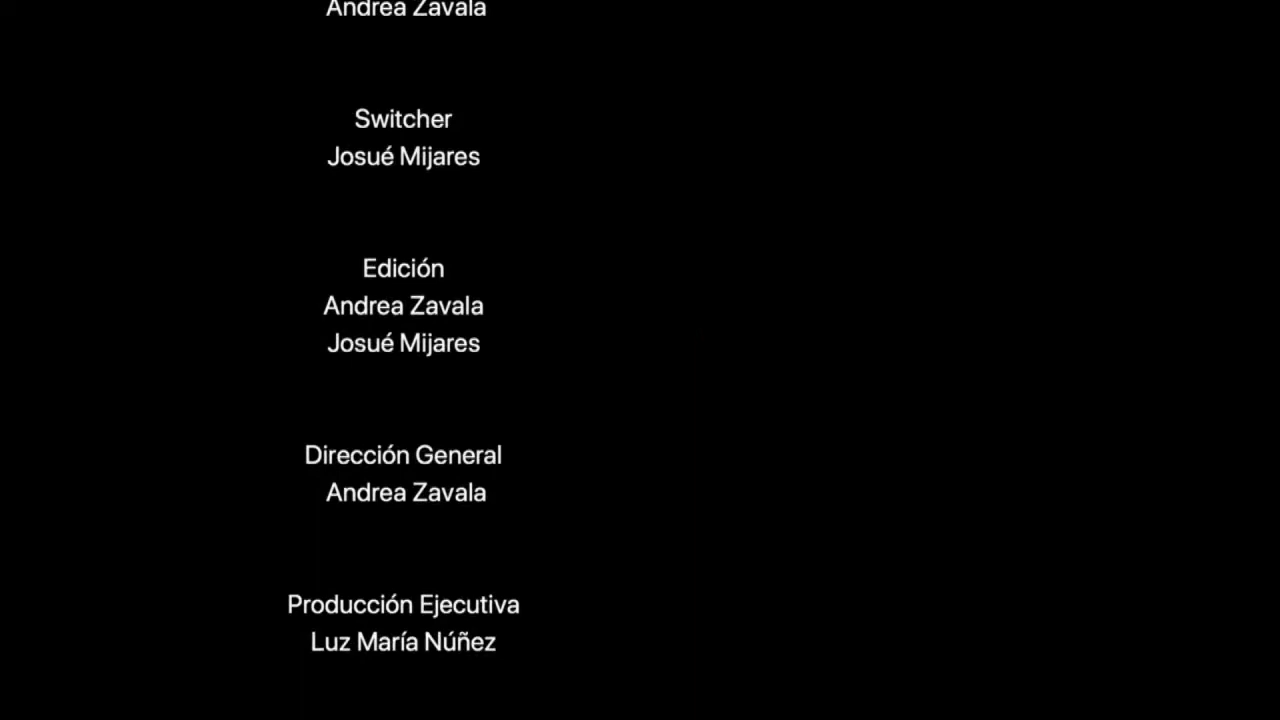 Andrea Zavala
Switcher
Josué Mijares
Edición
Andrea Zavala
Josué Mijares
Dirección General
Andrea Zavala
Producción Ejecutiva
Luz María Núñez